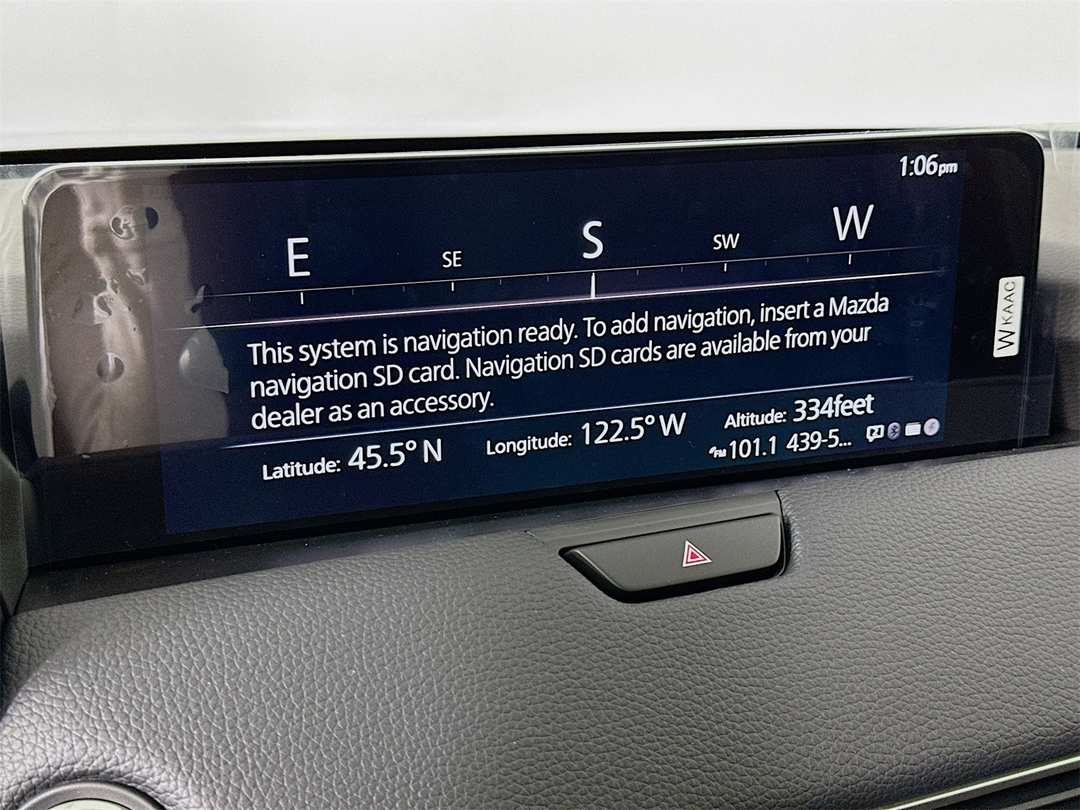 1:06pm
E SE S SW W
This system is navigation ready. To add navigation, insert a Mazda
navigation SD card. Navigation SD cards are available from your
dealer as an accessory.
Latitude: 45.5° N Longitude: 122.5° W Altitude: 334feet
FM 101.1 439-5...
WKAAC